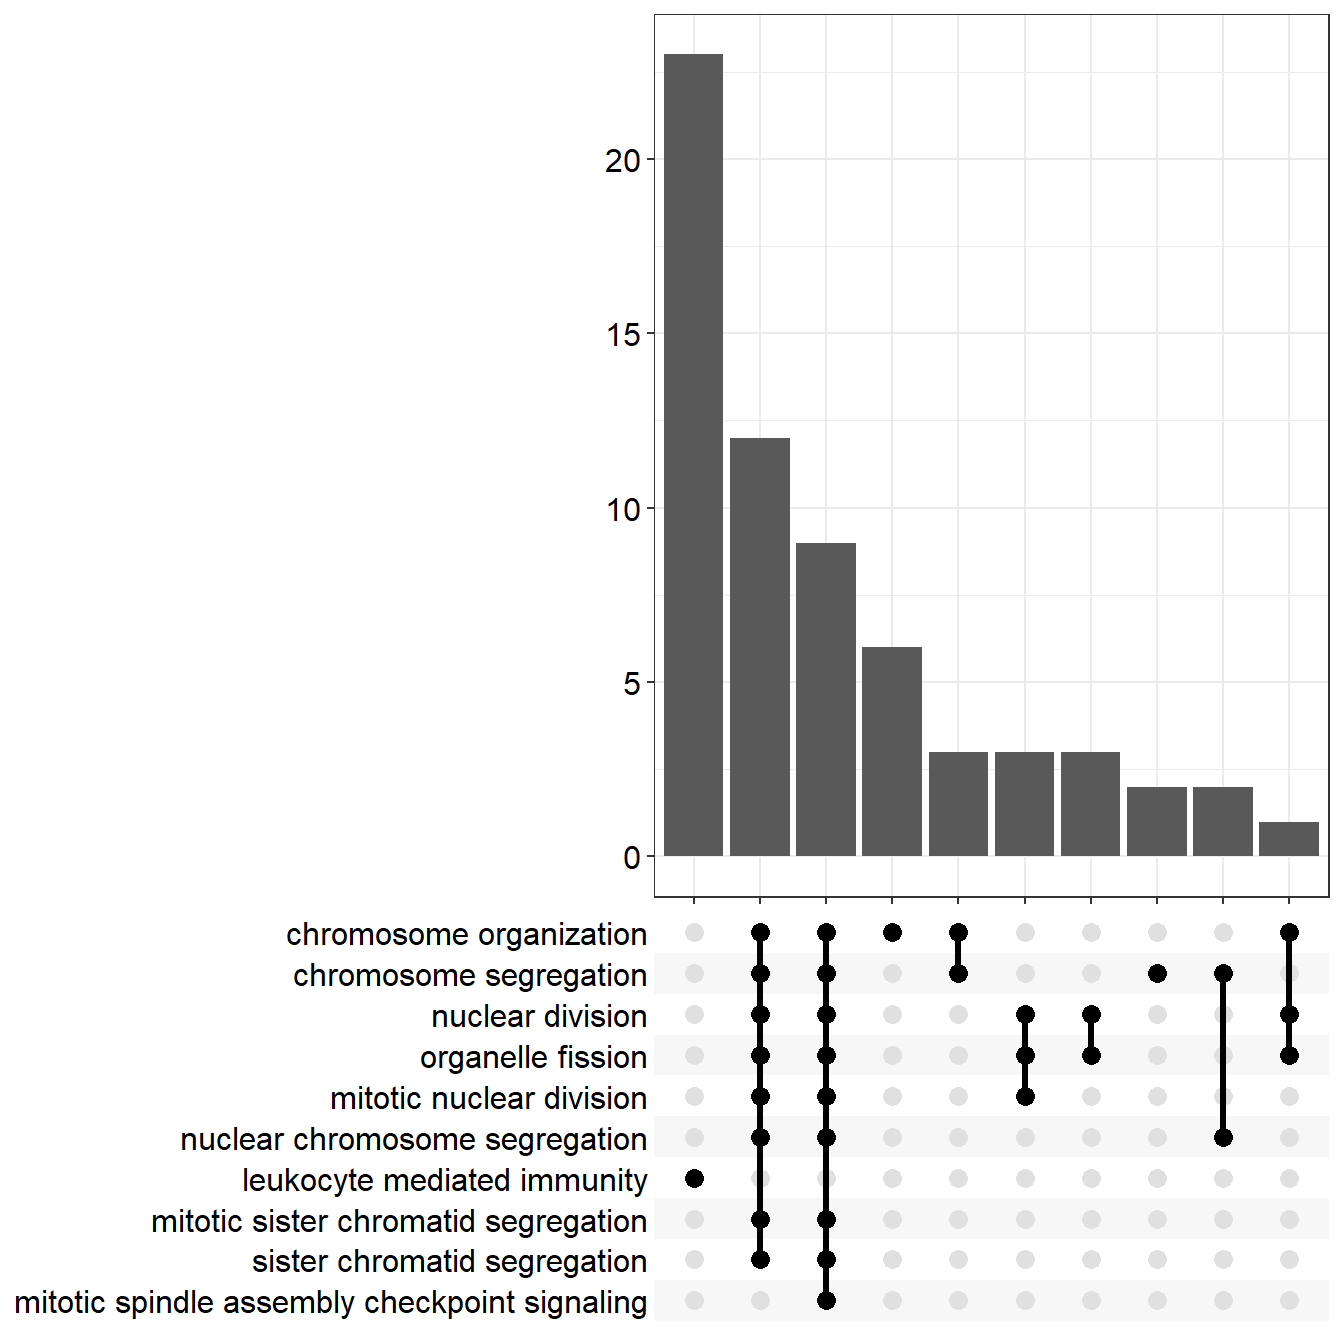 20
15
10
5
0
chromosome organization
chromosome segregation
nuclear division
organelle fission
mitotic nuclear division
nuclear chromosome segregation
leukocyte mediated immunity
mitotic sister chromatid segregation
sister chromatid segregation
mitotic spindle assembly checkpoint signaling